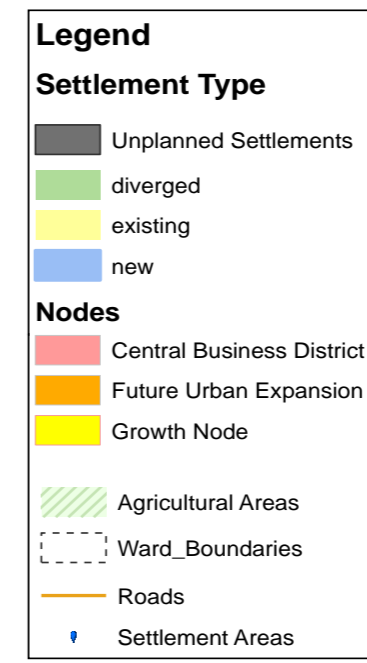 Legend
Settlement Type
Unplanned Settlements
diverged
existing
new
Nodes
Central Business District
Future Urban Expansion
Growth Node
Agricultural Areas
Ward_Boundaries
Roads
Settlement Areas